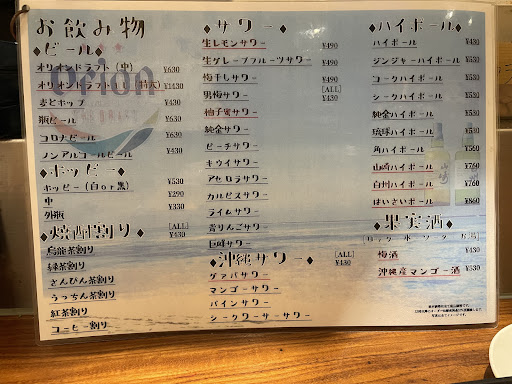 お飲み物
◆ビール◆
オリオンドラフト(中) ¥630
オリオンドラフト(特大) ¥1430
麦とホップ ¥430
瓶ビール ¥630
コロナビール ¥630
ノンアルコールビール ¥430
◆ホッピー◆
ホッピー(白or黒) ¥530
中 ¥290
外瓶 ¥330
◆焼酎割り◆ [ALL] ¥430
烏龍茶割り
緑茶割り
さんぴん茶割り
うっちん茶割り
紅茶割り
コーヒー割り
◆サワー◆
生レモンサワー ¥490
生グレープフルーツサワー ¥490
梅干しサワー ¥490
男梅サワー [ALL] ¥430
柚子蜜サワー
純金サワー
ピーチサワー
キウイサワー
アセロラサワー
カルピスサワー
ライムサワー
青りんごサワー
巨峰サワー
◆沖縄サワー◆ [ALL] ¥430
グァバサワー
マンゴーサワー
パインサワー
シークワーサーサワー
◆ハイボール◆
ハイボール ¥430
ジンジャーハイボール ¥530
コークハイボール ¥530
シークハイボール ¥530
純金ハイボール ¥560
琉球ハイボール ¥530
角ハイボール ¥560
山崎ハイボール ¥760
白州ハイボール ¥760
はいさいボール ¥860
◆果実酒◆
梅酒 ¥430
沖縄産マンゴー酒 ¥530
orion